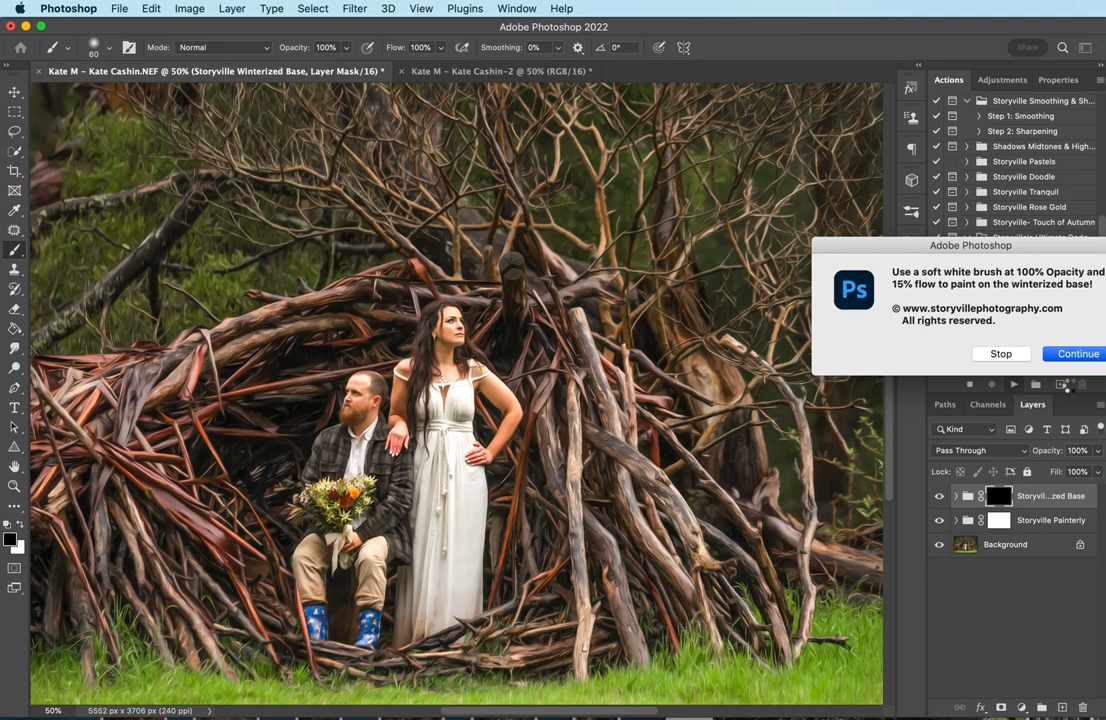 Photoshop File Edit Image Layer Type Select Filter 3D View Plugins Window Help
Adobe Photoshop 2022
60 Mode: Normal Opacity: 100% Flow: 100% Smoothing: 0% 0° Share
× Kate M – Kate Cashin.NEF @ 50% (Storyville Winterized Base, Layer Mask/16) * × Kate M – Kate Cashin-2 @ 50% (RGB/16) *
Actions Adjustments Properties
Storyville Smoothing & Sh...
Step 1: Smoothing
Step 2: Sharpening
Shadows Midtones & High...
Storyville Pastels
Storyville Doodle
Storyville Tranquil
Storyville Rose Gold
Storyville- Touch of Autumn
Adobe Photoshop
Ps
Use a soft white brush at 100% Opacity and
15% flow to paint on the winterized base!
© www.storyvillephotography.com
All rights reserved.
Stop Continue
Paths Channels Layers
Kind
Pass Through Opacity: 100%
Lock: Fill: 100%
Storyvil...zed Base
Storyville Painterly
Background
50% 5552 px x 3706 px (240 ppi)